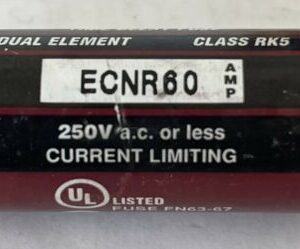 DUAL ELEMENT CLASS RK5
ECNR60 AMP
250V a.c. or less
CURRENT LIMITING
UL LISTED
FUSE FN63-67